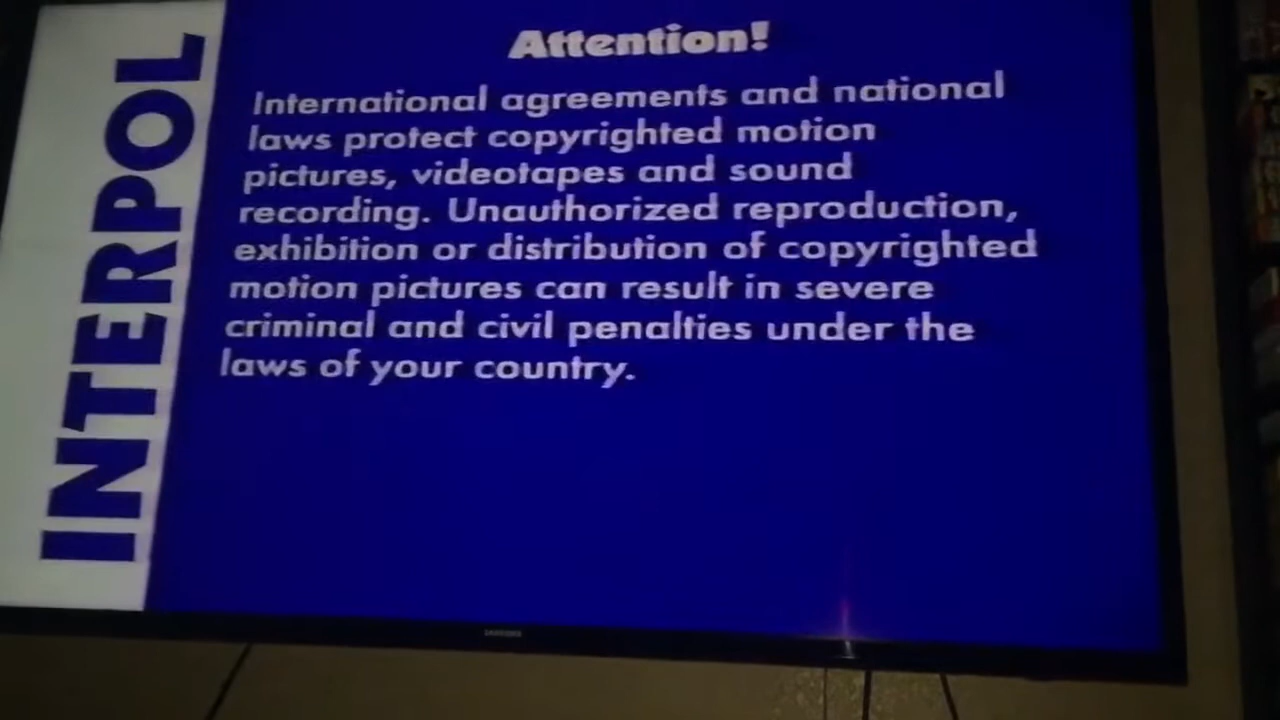 INTERPOL
Attention!
International agreements and national
laws protect copyrighted motion
pictures, videotapes and sound
recording. Unauthorized reproduction,
exhibition or distribution of copyrighted
motion pictures can result in severe
criminal and civil penalties under the
laws of your country.
SAMSUNG